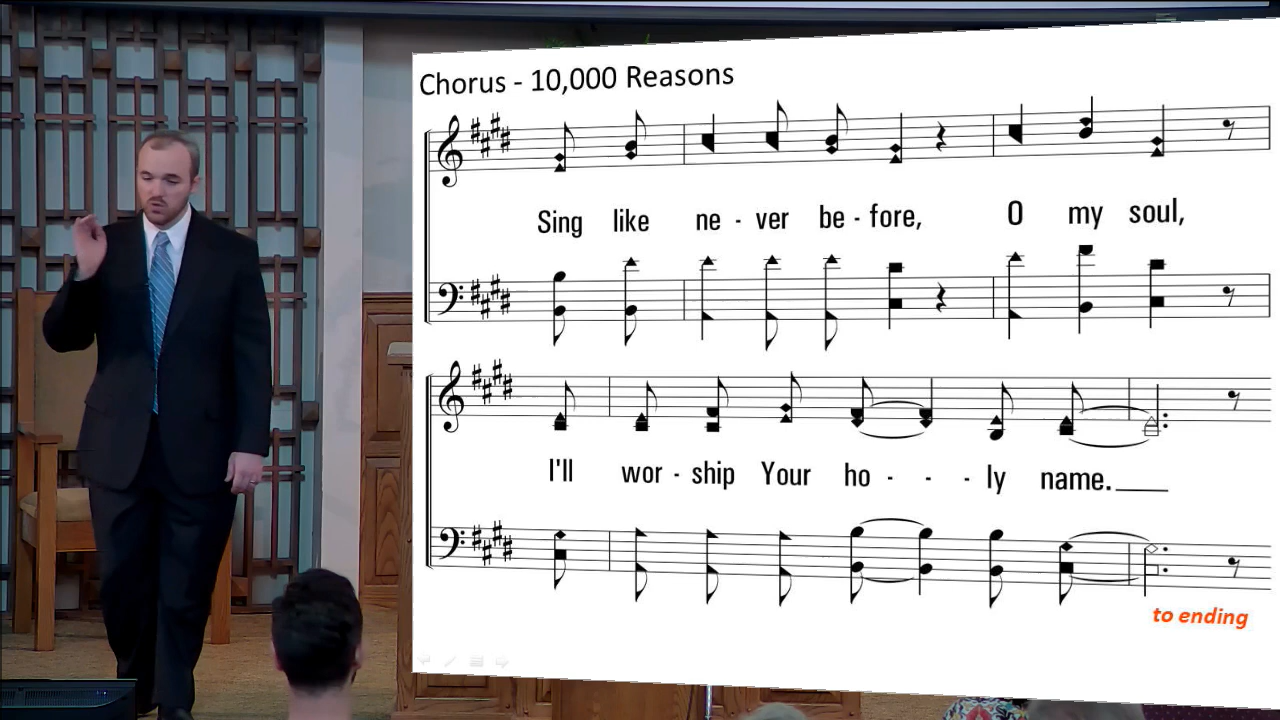 Chorus - 10,000 Reasons
Sing like ne - ver be - fore, O my soul,
I'll wor - ship Your ho - - - ly name.
to ending